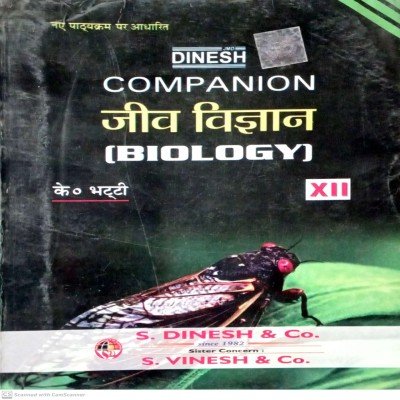 नए पाठ्यक्रम पर आधारित
JMD
DINESH
COMPANION
जीव विज्ञान
(BIOLOGY)
के० भट्टी
XII
S. DINESH & Co.
since 1982
Sister Concern :
S. VINESH & Co.
Scanned with CamScanner